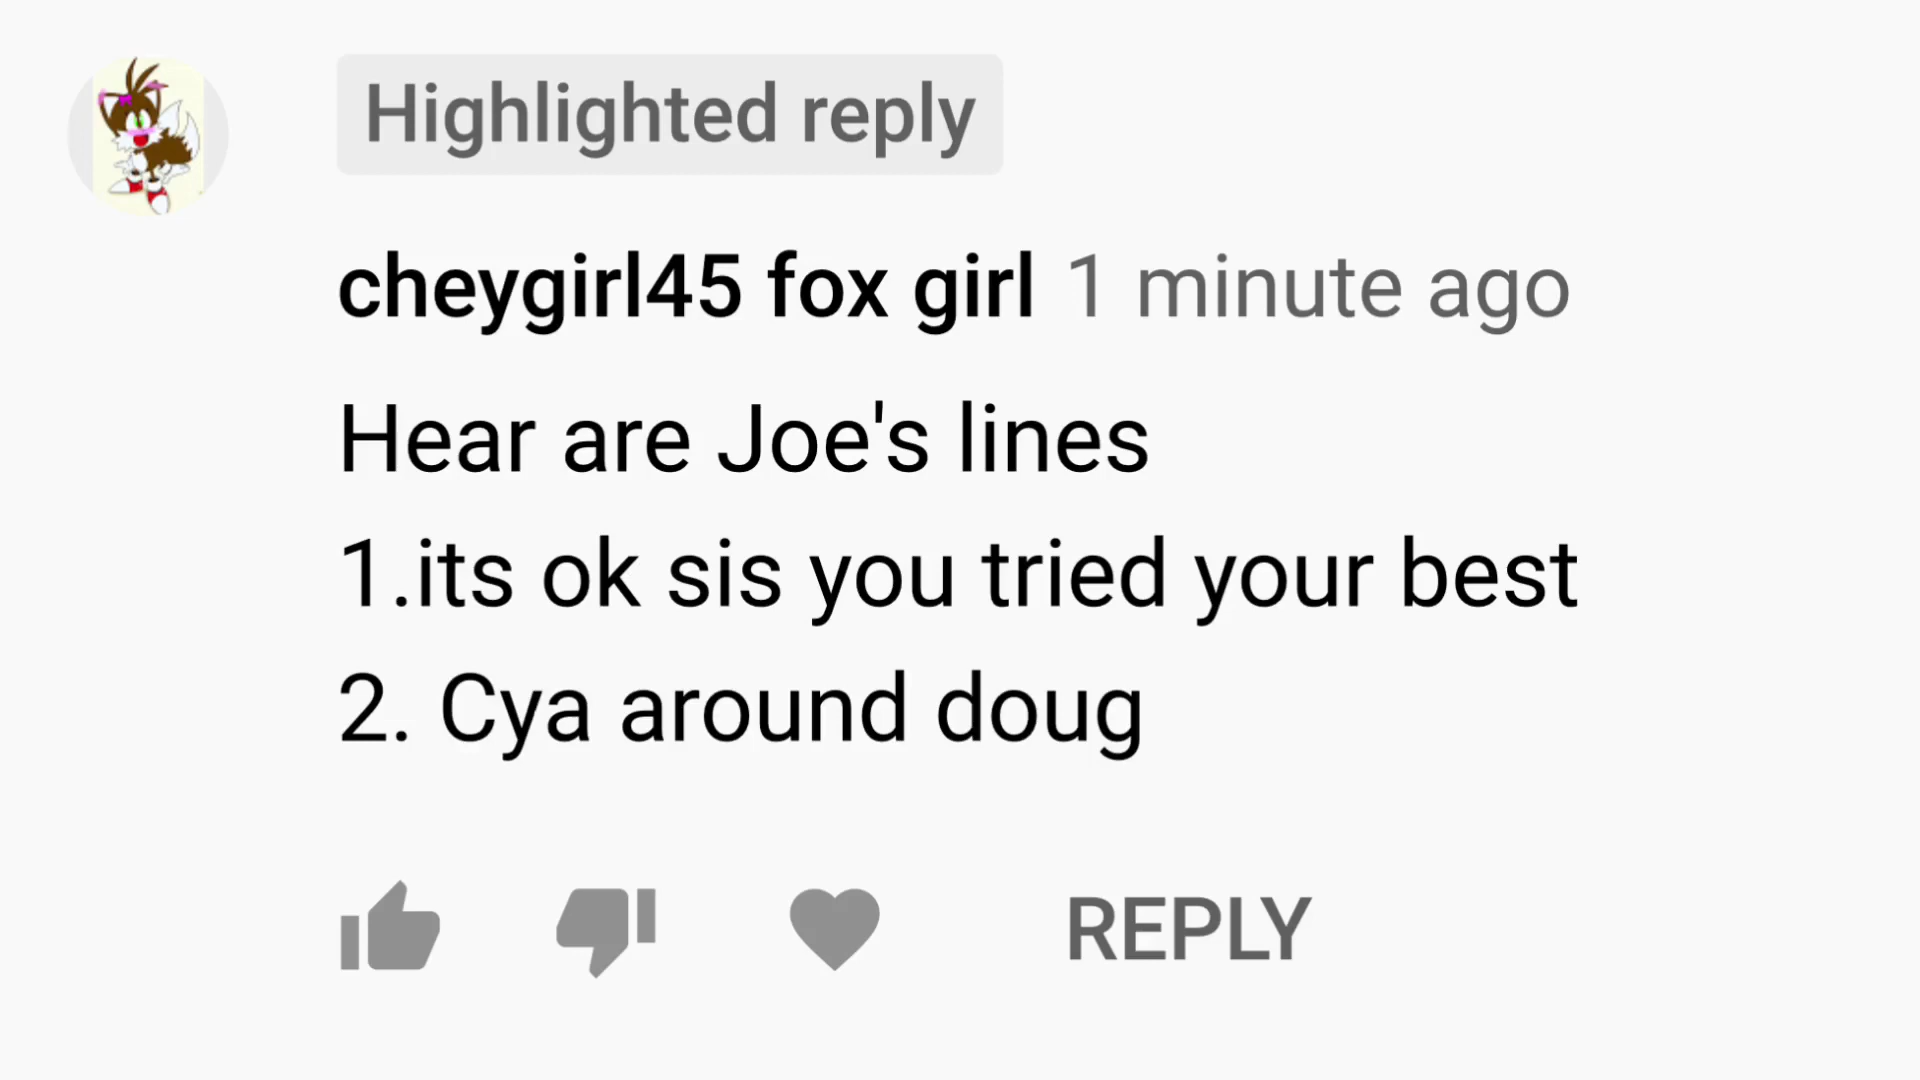 Highlighted reply
cheygirl45 fox girl 1 minute ago
Hear are Joe's lines
1.its ok sis you tried your best
2. Cya around doug
REPLY